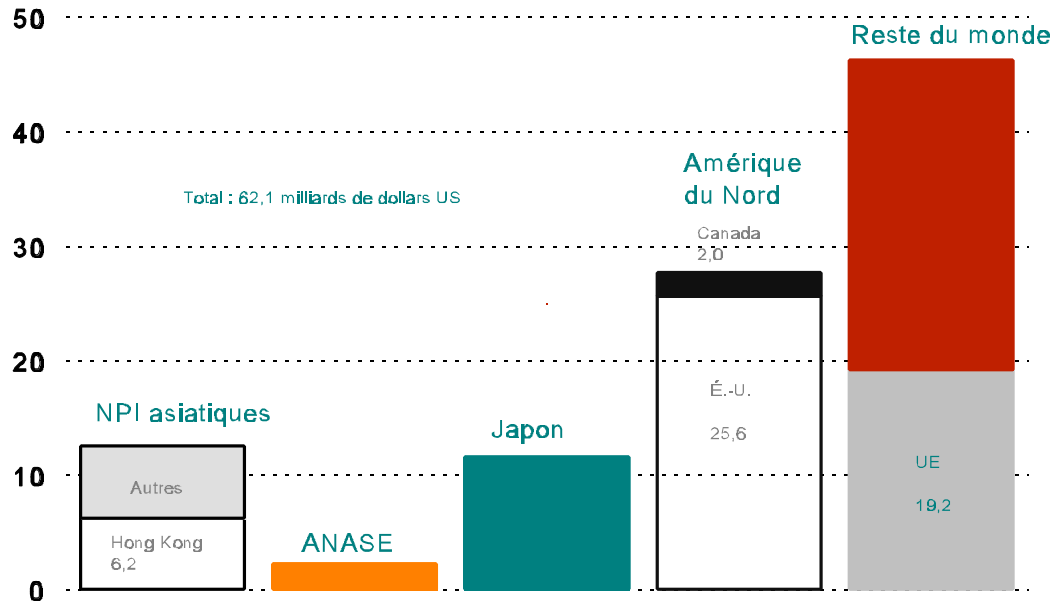 50
Reste du monde
40
Amérique
du Nord
Total : 62,1 milliards de dollars US
Canada
2,0
30
20
É.-U.
25,6
NPI asiatiques
Japon
UE
19,2
10
Autres
Hong Kong
6,2
ANASE
0